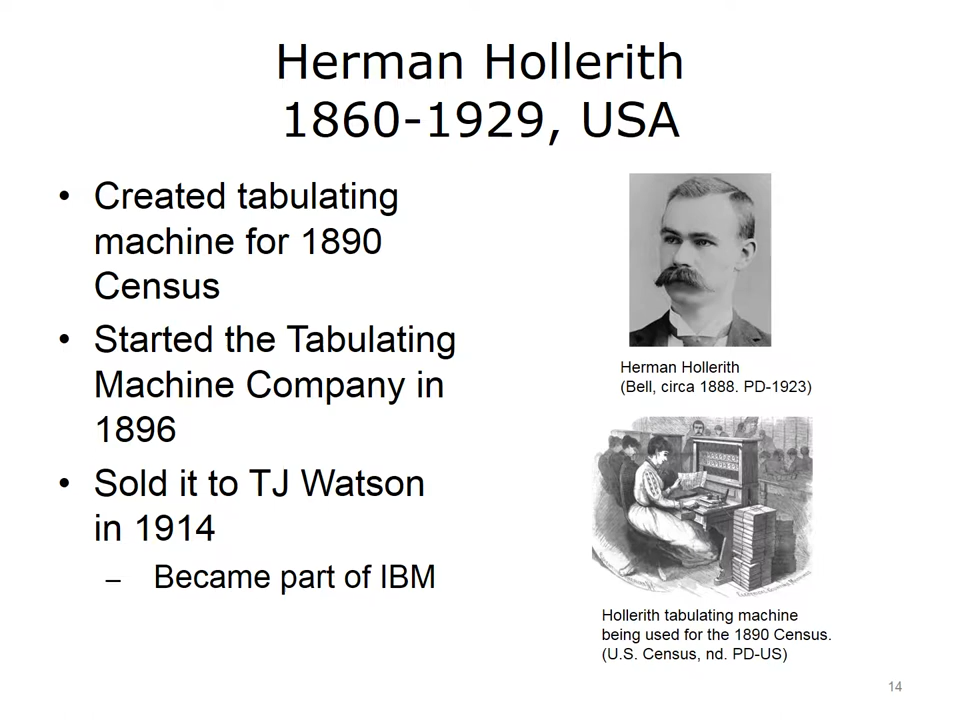 Herman Hollerith
1860-1929, USA
• Created tabulating
machine for 1890
Census
• Started the Tabulating
Machine Company in
1896
• Sold it to TJ Watson
in 1914
– Became part of IBM
Herman Hollerith
(Bell, circa 1888. PD-1923)
Hollerith tabulating machine
being used for the 1890 Census.
(U.S. Census, nd. PD-US)
14